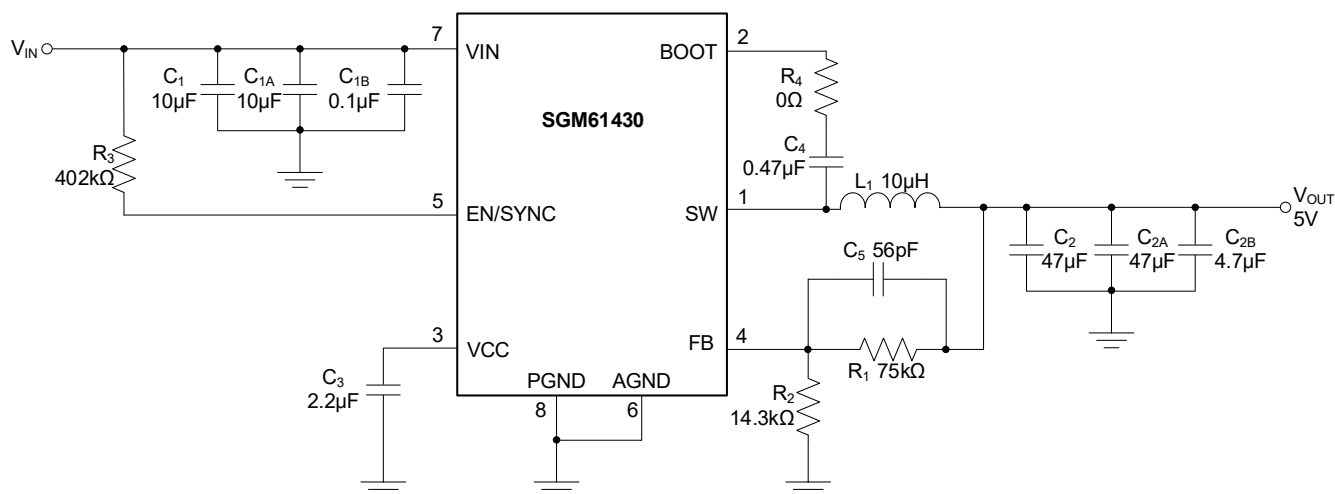 VIN
7
VIN
C1
10μF
C1A
10μF
C1B
0.1μF
R3
402kΩ
5
EN/SYNC
3
VCC
C3
2.2μF
SGM61430
PGND
8
AGND
6
BOOT
2
R4
0Ω
C4
0.47μF
SW
1
L1 10μH
C5 56pF
FB
4
R1 75kΩ
R2
14.3kΩ
C2
47μF
C2A
47μF
C2B
4.7μF
VOUT
5V